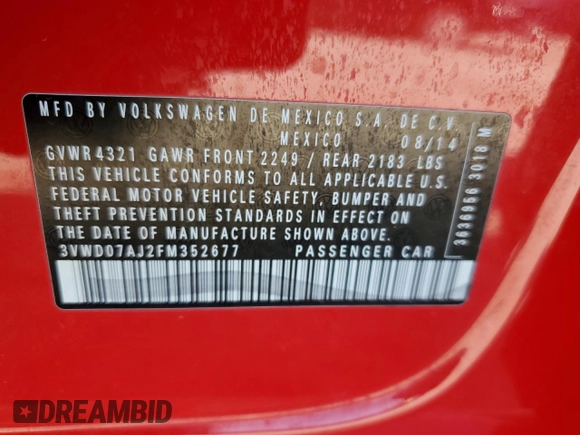 MFD BY VOLKSWAGEN DE MEXICO S.A. DE C.V.
MEXICO 08/14
GVWR 4321 GAWR FRONT 2249 / REAR 2183 LBS
THIS VEHICLE CONFORMS TO ALL APPLICABLE U.S.
FEDERAL MOTOR VEHICLE SAFETY, BUMPER AND
THEFT PREVENTION STANDARDS IN EFFECT ON THE
DATE OF MANUFACTURE SHOWN ABOVE.
3VWD07AJ2FM352677 PASSENGER CAR
3636956 3018 M
DREAMBID